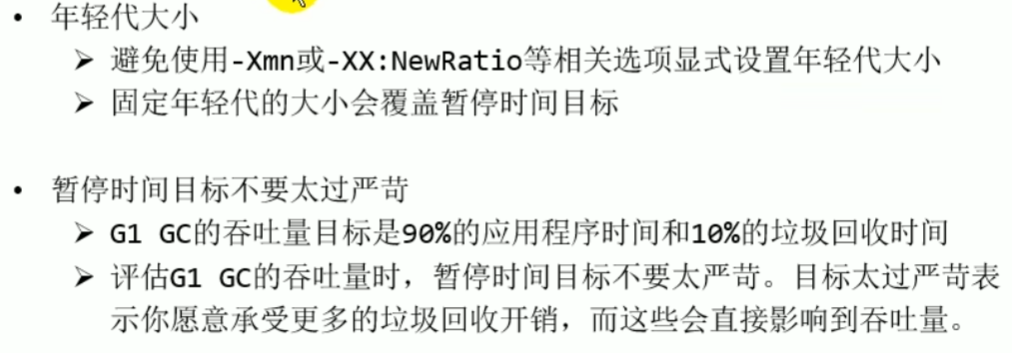 • 年轻代大小
➢ 避免使用-Xmn或-XX:NewRatio等相关选项显式设置年轻代大小
➢ 固定年轻代的大小会覆盖暂停时间目标
• 暂停时间目标不要太过严苛
➢ G1 GC的吞吐量目标是90%的应用程序时间和10%的垃圾回收时间
➢ 评估G1 GC的吞吐量时，暂停时间目标不要太严苛。目标太过严苛表
示你愿意承受更多的垃圾回收开销，而这些会直接影响到吞吐量。